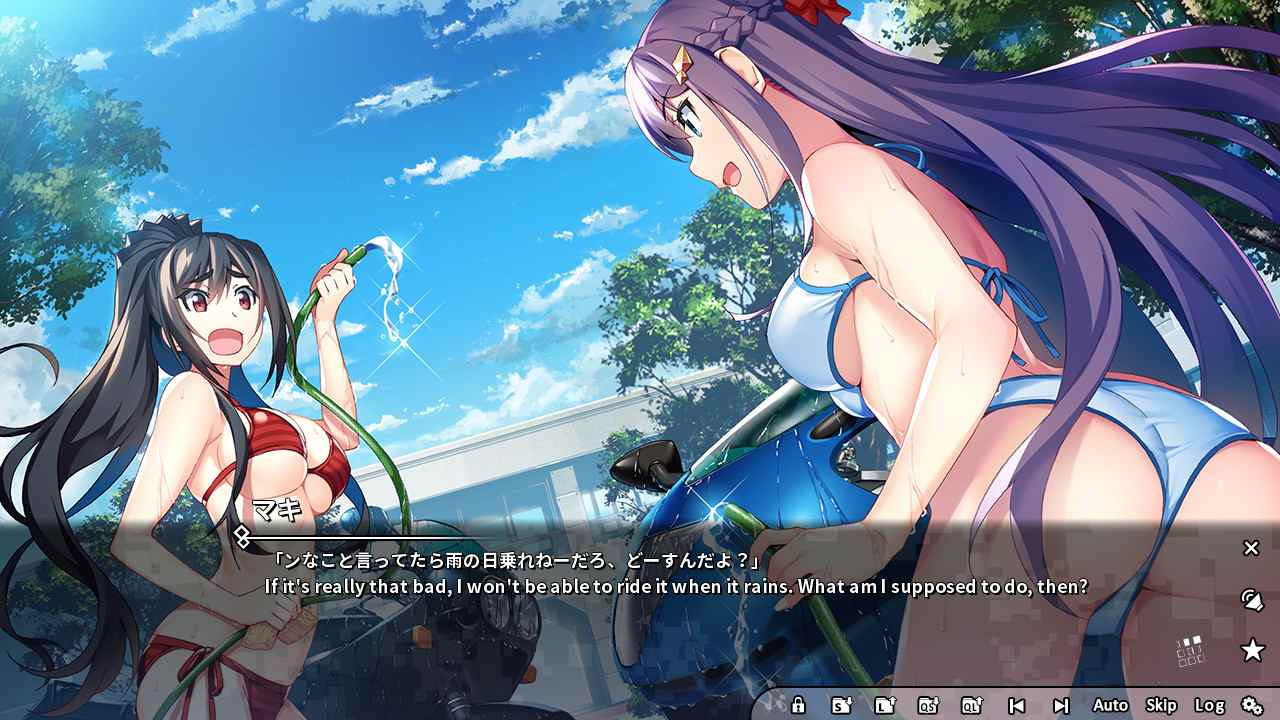 マキ
「ンなこと言ってたら雨の日乗れねーだろ、どーすんだよ？」
If it's really that bad, I won't be able to ride it when it rains. What am I supposed to do, then?
S L QS QL Auto Skip Log